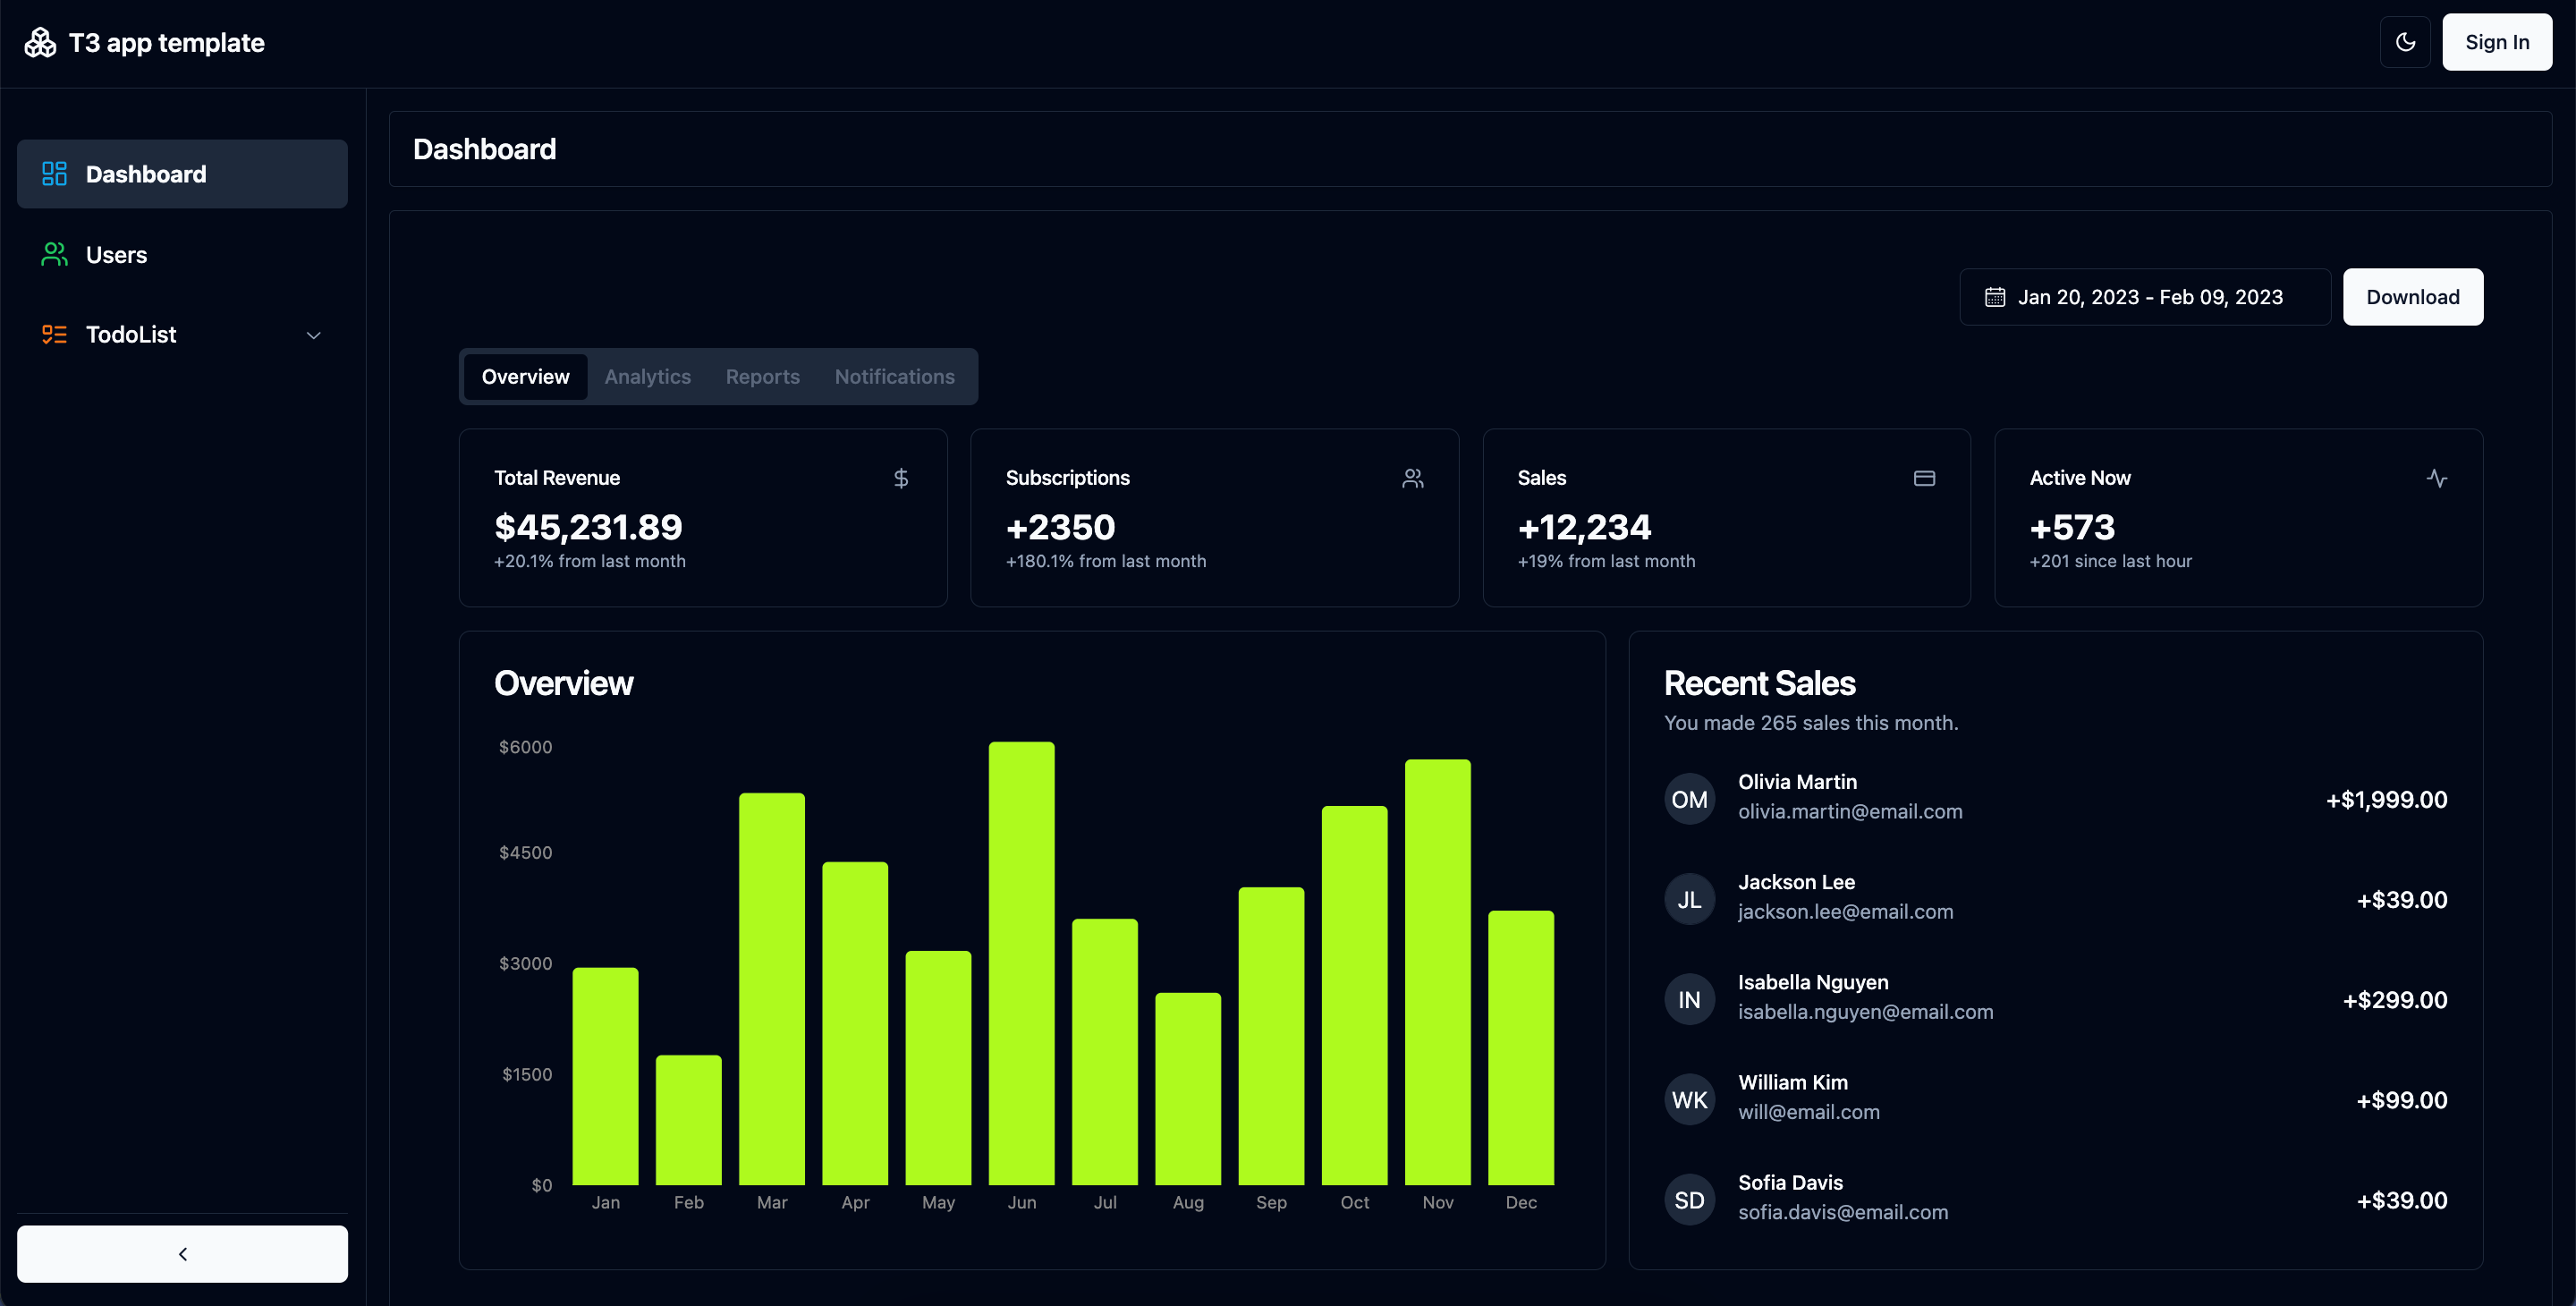 T3 app template
Sign In
Dashboard
Users
TodoList
Dashboard
Jan 20, 2023 - Feb 09, 2023
Download
Overview Analytics Reports Notifications
Total Revenue
$45,231.89
+20.1% from last month
Subscriptions
+2350
+180.1% from last month
Sales
+12,234
+19% from last month
Active Now
+573
+201 since last hour
Overview
$6000
$4500
$3000
$1500
$0
Jan Feb Mar Apr May Jun Jul Aug Sep Oct Nov Dec
Recent Sales
You made 265 sales this month.
OM
Olivia Martin
olivia.martin@email.com
+$1,999.00
JL
Jackson Lee
jackson.lee@email.com
+$39.00
IN
Isabella Nguyen
isabella.nguyen@email.com
+$299.00
WK
William Kim
will@email.com
+$99.00
SD
Sofia Davis
sofia.davis@email.com
+$39.00